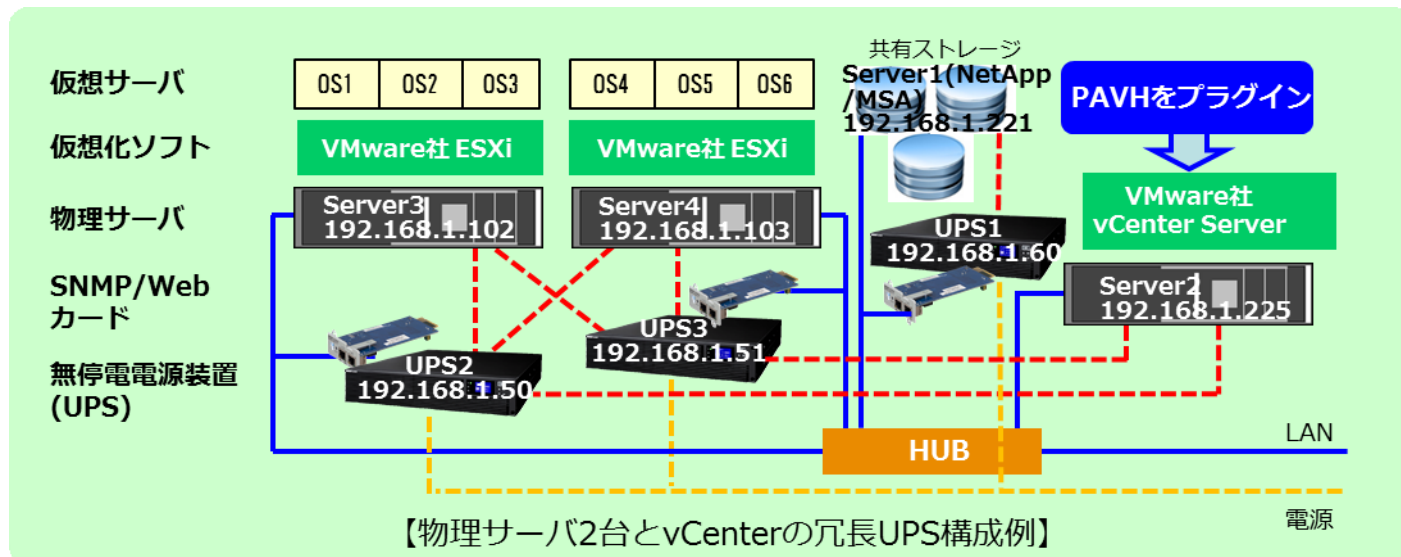 共有ストレージ
仮想サーバ
OS1 OS2 OS3
OS4 OS5 OS6
Server1(NetApp
/MSA)
192.168.1.221
PAVHをプラグイン
仮想化ソフト
VMware社 ESXi
VMware社 ESXi
VMware社
vCenter Server
物理サーバ
Server3
192.168.1.102
Server4
192.168.1.103
UPS1
192.168.1.60
SNMP/Web
カード
Server2
192.168.1.225
UPS3
192.168.1.51
無停電電源装置
(UPS)
UPS2
192.168.1.50
HUB
LAN
電源
【物理サーバ2台とvCenterの冗長UPS構成例】